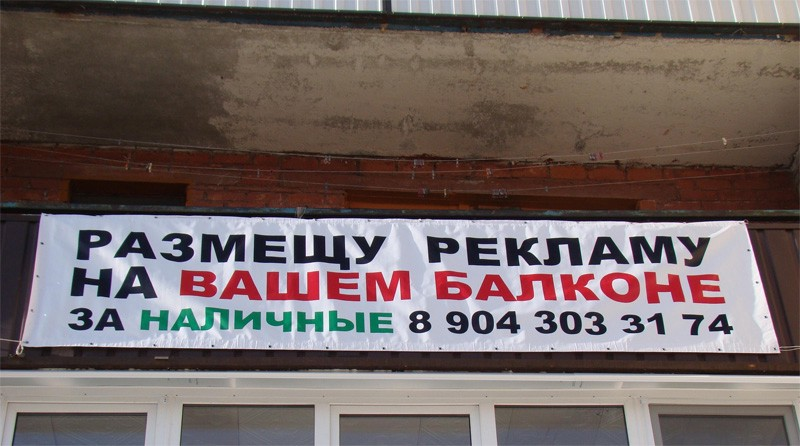 РАЗМЕЩУ РЕКЛАМУ
НА ВАШЕМ БАЛКОНЕ
ЗА НАЛИЧНЫЕ 8 904 303 31 74